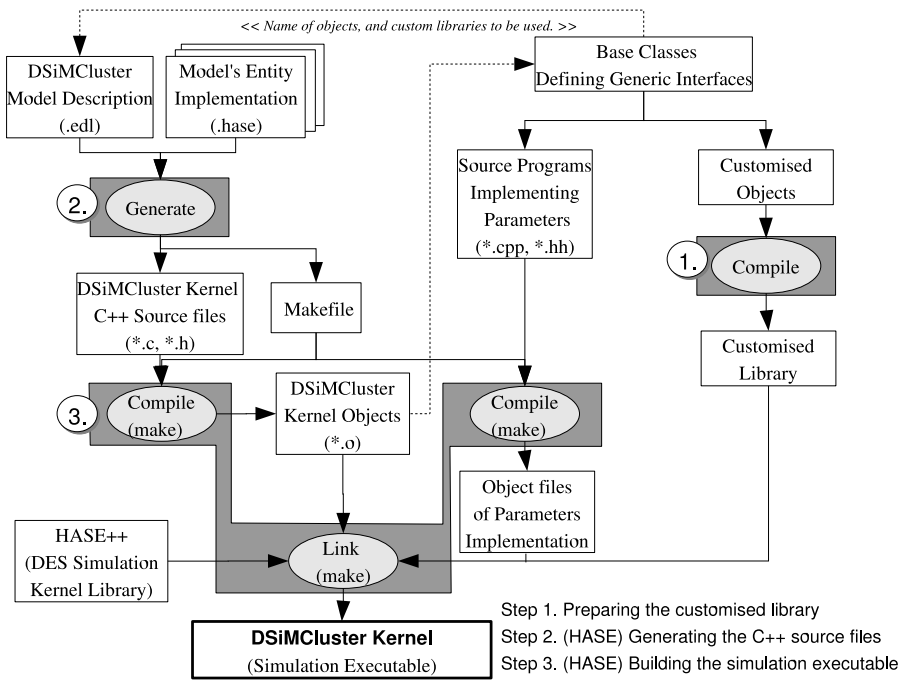 << Name of objects, and custom libraries to be used. >>
DSiMCluster
Model Description
(.edl)
Model's Entity
Implementation
(.hase)
Base Classes
Defining Generic Interfaces
2.
Generate
Source Programs
Implementing
Parameters
(*.cpp, *.hh)
Customised
Objects
1.
Compile
DSiMCluster Kernel
C++ Source files
(*.c, *.h)
Makefile
Customised
Library
3.
Compile
(make)
DSiMCluster
Kernel Objects
(*.o)
Compile
(make)
Object files
of Parameters
Implementation
HASE++
(DES Simulation
Kernel Library)
Link
(make)
DSiMCluster Kernel
(Simulation Executable)
Step 1. Preparing the customised library
Step 2. (HASE) Generating the C++ source files
Step 3. (HASE) Building the simulation executable